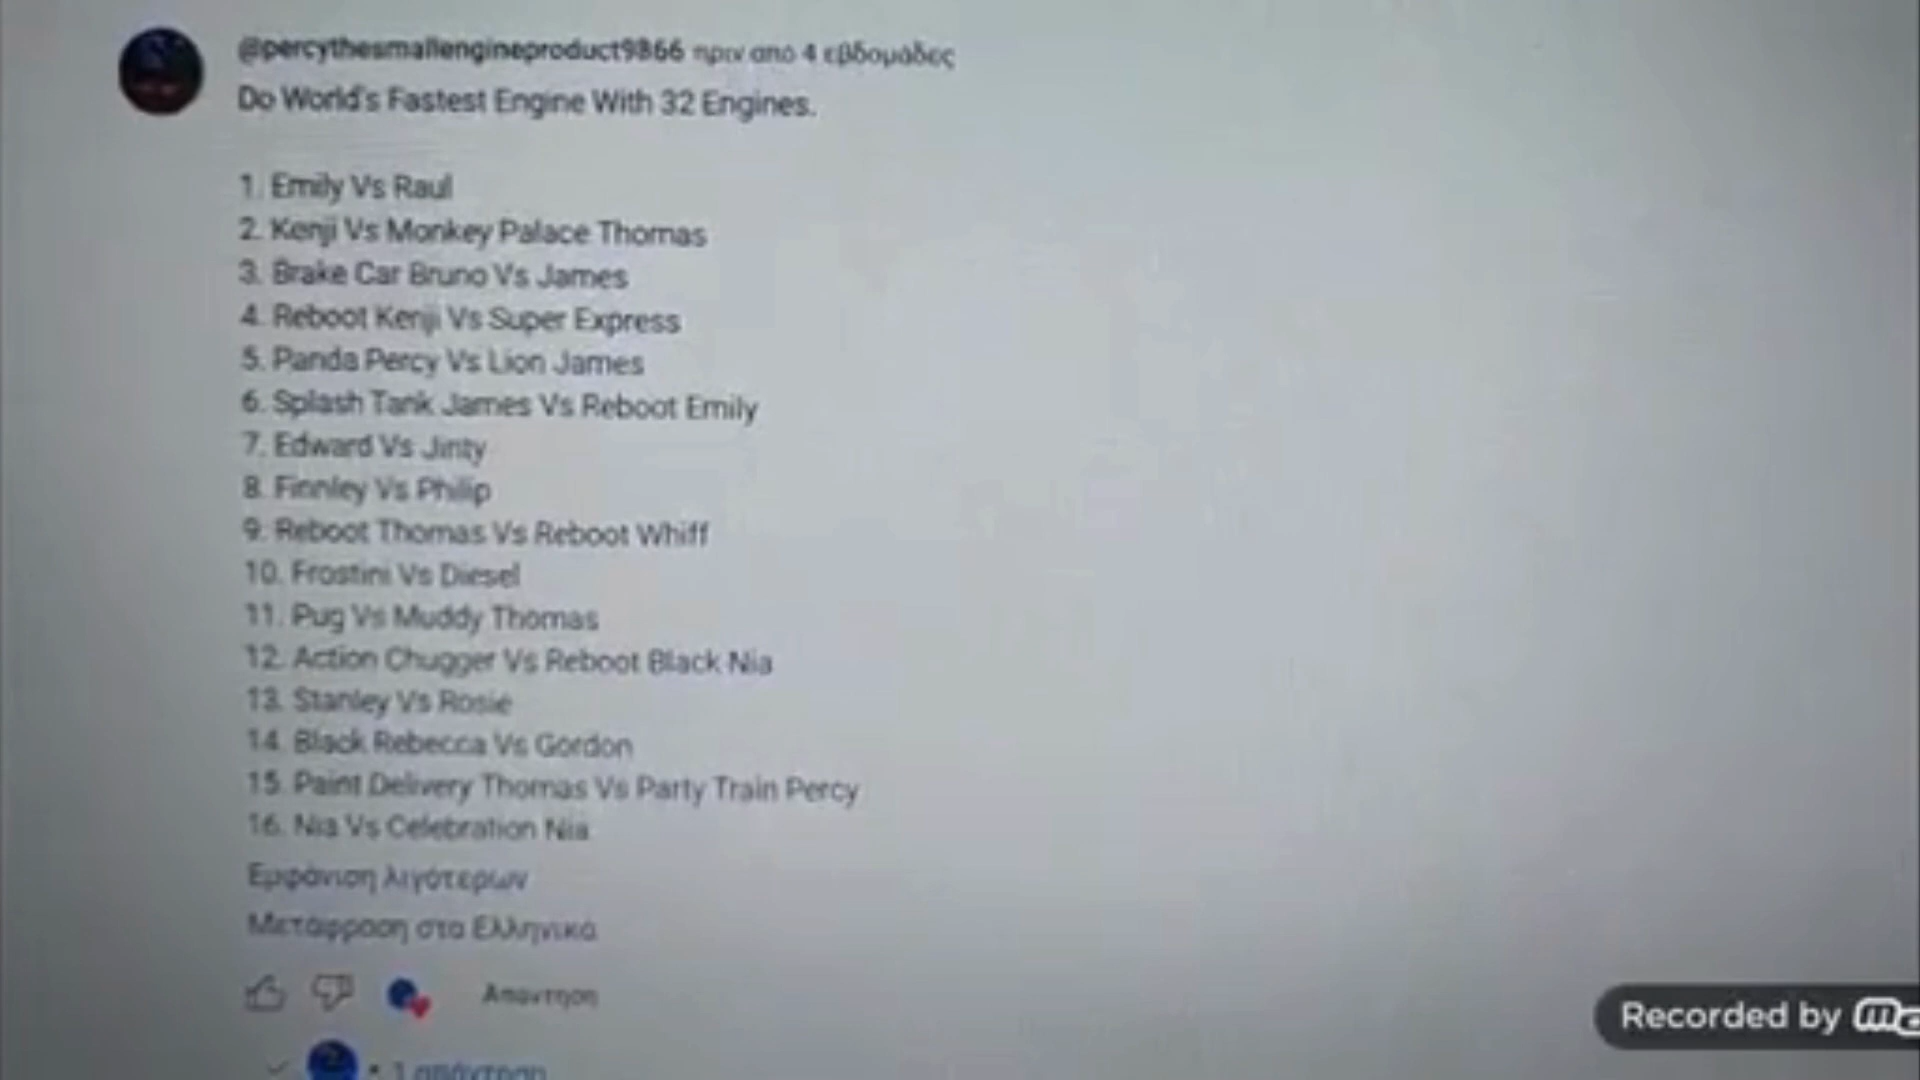 @percythesmallengineproduct9866 πριν από 4 εβδομάδες
Do World's Fastest Engine With 32 Engines.
1. Emily Vs Raul
2. Kenji Vs Monkey Palace Thomas
3. Brake Car Bruno Vs James
4. Reboot Kenji Vs Super Express
5. Panda Percy Vs Lion James
6. Splash Tank James Vs Reboot Emily
7. Edward Vs Jinty
8. Finnley Vs Philip
9. Reboot Thomas Vs Reboot Whiff
10. Frostini Vs Diesel
11. Pug Vs Muddy Thomas
12. Action Chugger Vs Reboot Black Nia
13. Stanley Vs Rosie
14. Black Rebecca Vs Gordon
15. Paint Delivery Thomas Vs Party Train Percy
16. Nia Vs Celebration Nia
Εμφάνιση λιγότερων
Μετάφραση στα Ελληνικά
Απάντηση
1 απάντηση
Recorded by